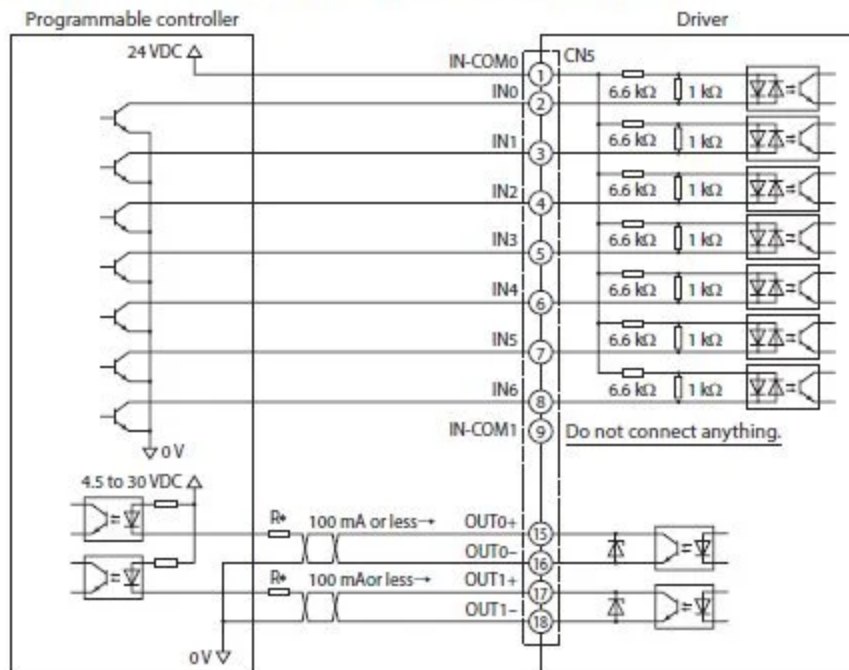 Programmable controller
Driver
24 VDC
IN-COM0
CN5
1
IN0
2
6.6 kΩ
1 kΩ
IN1
3
6.6 kΩ
1 kΩ
IN2
4
6.6 kΩ
1 kΩ
IN3
5
6.6 kΩ
1 kΩ
IN4
6
6.6 kΩ
1 kΩ
IN5
7
6.6 kΩ
1 kΩ
IN6
8
6.6 kΩ
1 kΩ
IN-COM1
9
Do not connect anything.
0 V
4.5 to 30 VDC
R*
100 mA or less→
OUT0+
15
OUT0−
16
R*
100 mAor less→
OUT1+
17
OUT1−
18
0 V